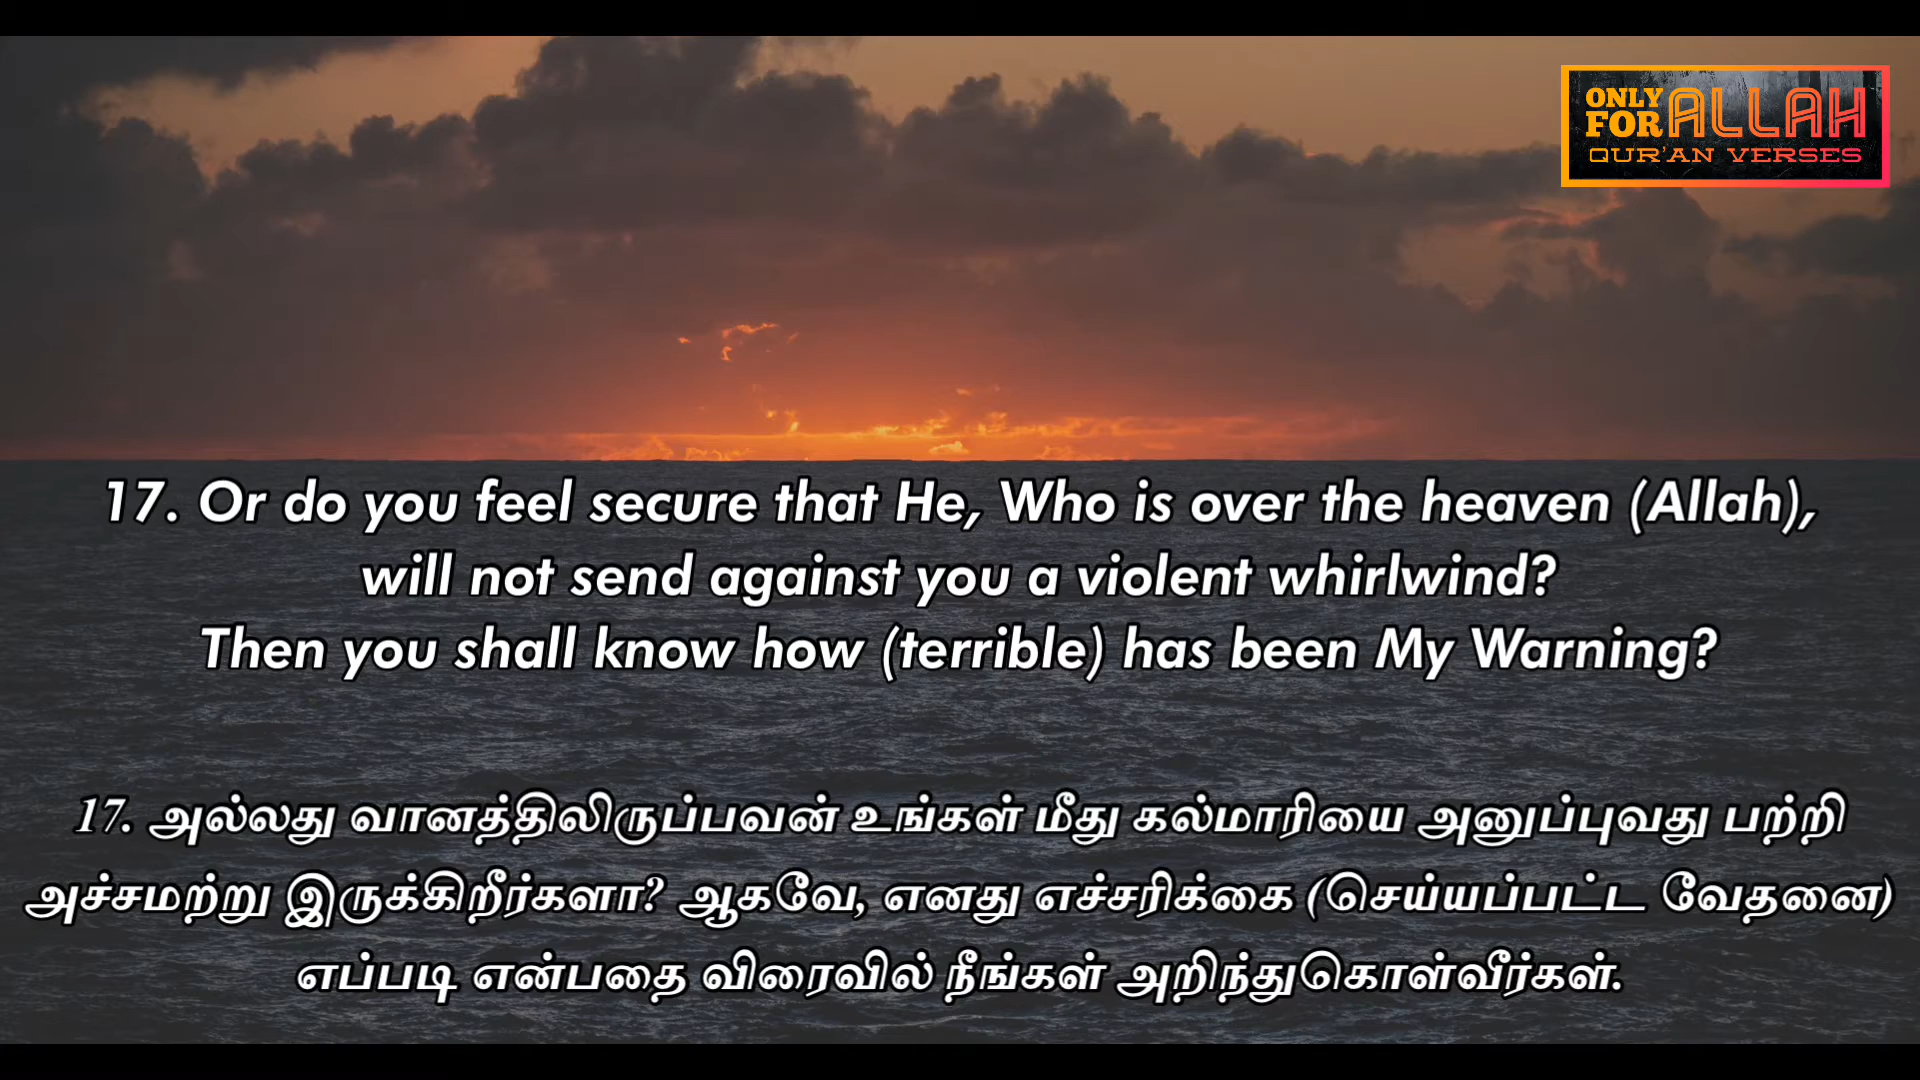 ONLY FOR ALLAH
QUR'AN VERSES
17. Or do you feel secure that He, Who is over the heaven (Allah),
will not send against you a violent whirlwind?
Then you shall know how (terrible) has been My Warning?
17. அல்லது வானத்திலிருப்பவன் உங்கள் மீது கல்மாரியை அனுப்புவது பற்றி
அச்சமற்று இருக்கிறீர்களா? ஆகவே, எனது எச்சரிக்கை (செய்யப்பட்ட வேதனை)
எப்படி என்பதை விரைவில் நீங்கள் அறிந்துகொள்வீர்கள்.